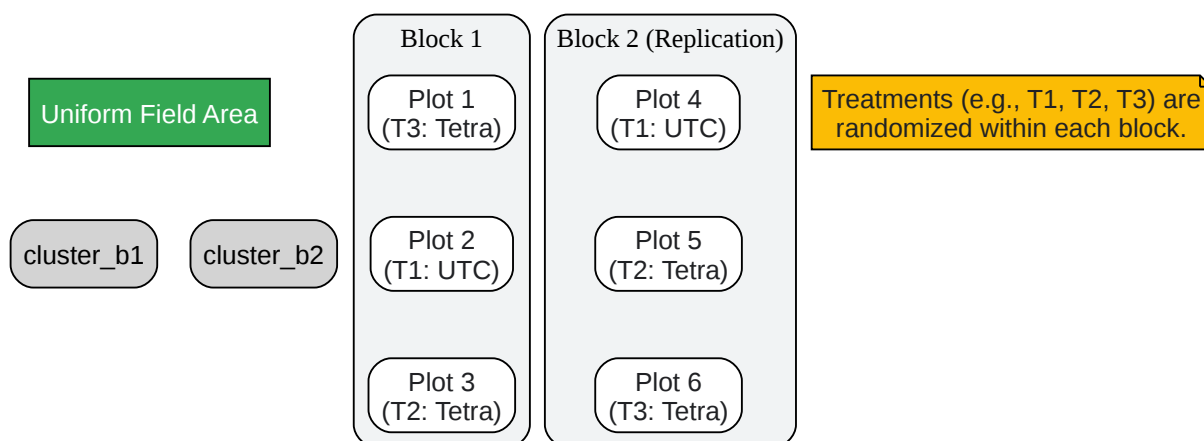 Uniform Field Area
cluster_b1
cluster_b2
Block 1
Plot 1
(T3: Tetra)
Plot 2
(T1: UTC)
Plot 3
(T2: Tetra)
Block 2 (Replication)
Plot 4
(T1: UTC)
Plot 5
(T2: Tetra)
Plot 6
(T3: Tetra)
Treatments (e.g., T1, T2, T3) are
randomized within each block.